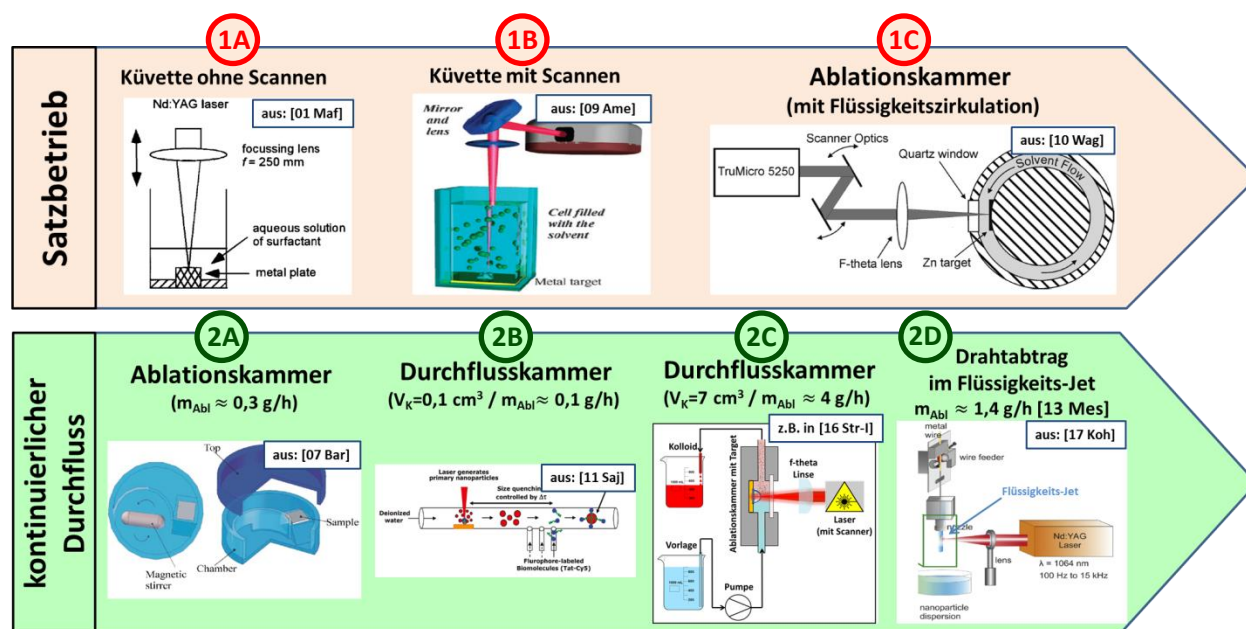 Satzbetrieb
1A
Küvette ohne Scannen
Nd:YAG laser
aus: [01 Maf]
focussing lens
f = 250 mm
aqueous solution
of surfactant
metal plate
1B
Küvette mit Scannen
Mirror
and
lens
aus: [09 Ame]
Cell filled
with the
solvent
Metal target
1C
Ablationskammer
(mit Flüssigkeitszirkulation)
Scanner Optics
aus: [10 Wag]
TruMicro 5250
Quartz window
Solvent Flow
F-theta lens
Zn target
kontinuierlicher
Durchfluss
2A
Ablationskammer
(mAbl ≈ 0,3 g/h)
aus: [07 Bar]
Top
Sample
Chamber
Magnetic
stirrer
2B
Durchflusskammer
(VK=0,1 cm³ / mAbl≈ 0,1 g/h)
aus: [11 Saj]
Laser generates
primary nanoparticles
Size quenching
controlled by Δt
Deionized
water
Flurophore-labeled
Biomolecules (Tat-Cy5)
2C
Durchflusskammer
(VK=7 cm³ / mAbl ≈ 4 g/h)
z.B. in [16 Str-I]
Kolloid
Ablationskammer mit Target
f-theta
Linse
Laser
(mit Scanner)
Vorlage
Pumpe
2D
Drahtabtrag
im Flüssigkeits-Jet
mAbl ≈ 1,4 g/h [13 Mes]
aus: [17 Koh]
metal
wire
wire feeder
Flüssigkeits-Jet
nozzle
Nd:YAG
Laser
lens
λ = 1064 nm
100 Hz to 15 kHz
nanoparticle
dispersion